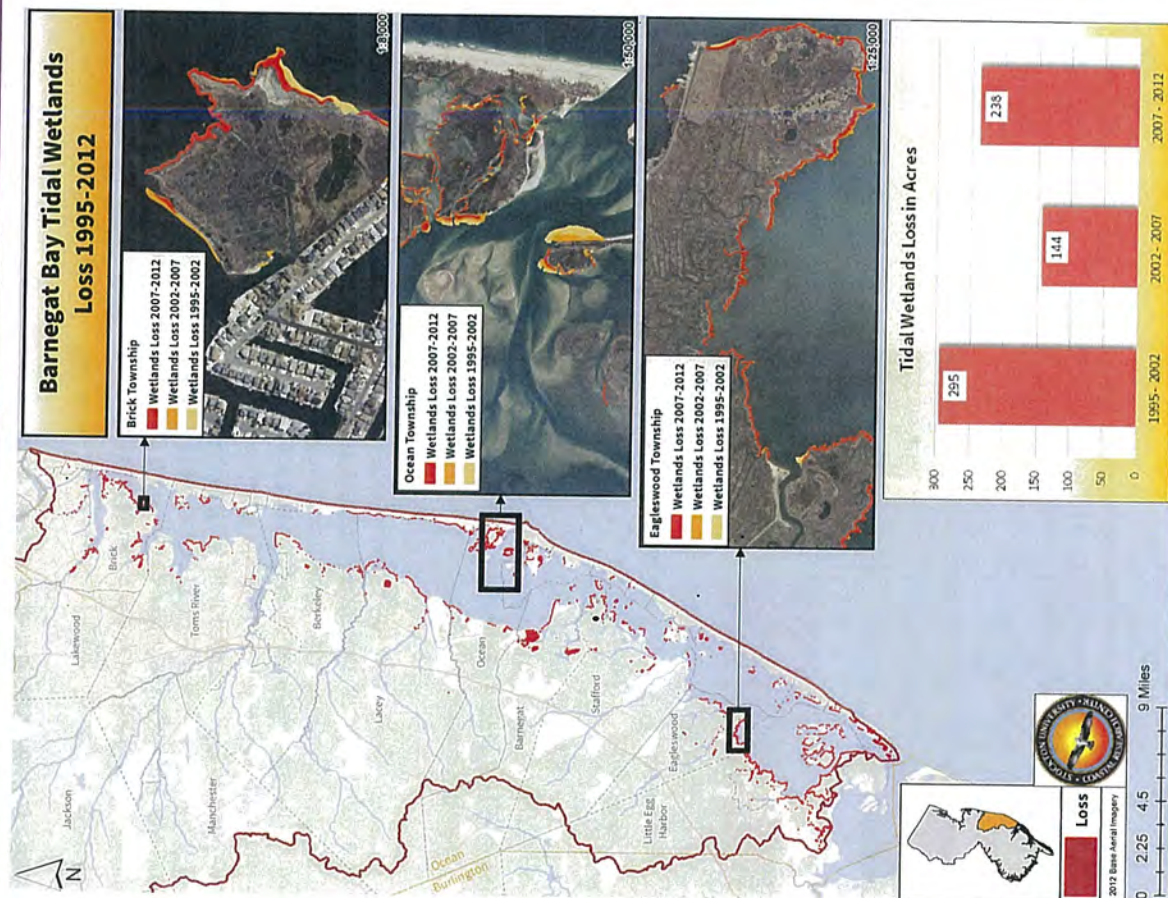 Barnegat Bay Tidal Wetlands
Loss 1995-2012
Brick Township
Wetlands Loss 2007-2012
Wetlands Loss 2002-2007
Wetlands Loss 1995-2002
1:8,000
Ocean Township
Wetlands Loss 2007-2012
Wetlands Loss 2002-2007
Wetlands Loss 1995-2002
1:50,000
Eagleswood Township
Wetlands Loss 2007-2012
Wetlands Loss 2002-2007
Wetlands Loss 1995-2002
1:25,000
Tidal Wetlands Loss in Acres
300
250
200
150
100
50
0
295
144
238
1995- 2002
2002- 2007
2007- 2012
N
Jackson
Lakewood
Brick
Manchester
Toms River
Berkeley
Lacey
Ocean
Barnegat
Stafford
Eagleswood
Little Egg
Harbor
Ocean
Burlington
Loss
2012 Base Aerial Imagery
STOCKTON UNIVERSITY
0
2.25
4.5
9 Miles